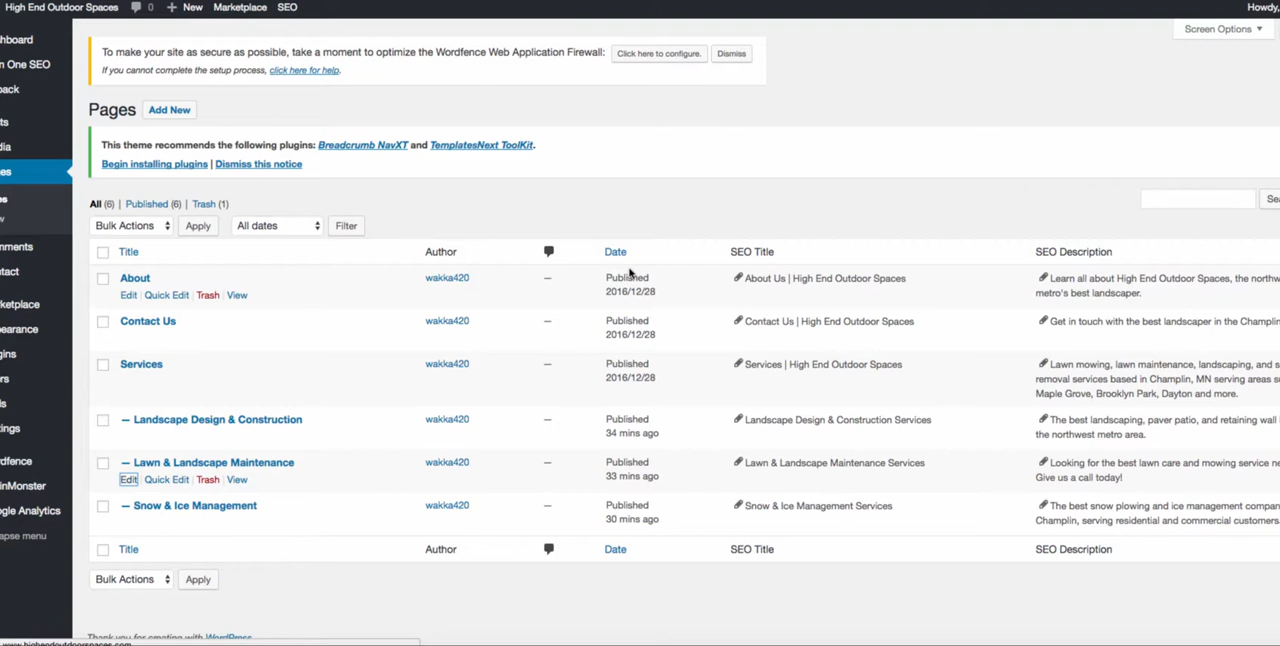 High End Outdoor Spaces 0 + New Marketplace SEO Howdy,
Screen Options ▼
hboard
n One SEO
ack
ts
dia
es
s
w
mments
ntact
rketplace
pearance
gins
rs
ls
tings
rdfence
inMonster
ogle Analytics
apse menu
To make your site as secure as possible, take a moment to optimize the Wordfence Web Application Firewall: Click here to configure. Dismiss
If you cannot complete the setup process, click here for help.
Pages Add New
This theme recommends the following plugins: Breadcrumb NavXT and TemplatesNext ToolKit.
Begin installing plugins | Dismiss this notice
All (6) | Published (6) | Trash (1)
Sea
Bulk Actions Apply All dates Filter
Title Author Date SEO Title SEO Description
About wakka420 — Published About Us | High End Outdoor Spaces Learn all about High End Outdoor Spaces, the northw
Edit | Quick Edit | Trash | View 2016/12/28 metro's best landscaper.
Contact Us wakka420 — Published Contact Us | High End Outdoor Spaces Get in touch with the best landscaper in the Champlin
2016/12/28
Services wakka420 — Published Services | High End Outdoor Spaces Lawn mowing, lawn maintenance, landscaping, and s
2016/12/28 removal services based in Champlin, MN serving areas s
Maple Grove, Brooklyn Park, Dayton and more.
— Landscape Design & Construction wakka420 — Published Landscape Design & Construction Services The best landscaping, paver patio, and retaining wall
34 mins ago the northwest metro area.
— Lawn & Landscape Maintenance wakka420 — Published Lawn & Landscape Maintenance Services Looking for the best lawn care and mowing service ne
Edit | Quick Edit | Trash | View 33 mins ago Give us a call today!
— Snow & Ice Management wakka420 — Published Snow & Ice Management Services The best snow plowing and ice management compan
30 mins ago Champlin, serving residential and commercial customers
Title Author Date SEO Title SEO Description
Bulk Actions Apply
Thank you for creating with WordPress
www.highendoutdoorspaces.com